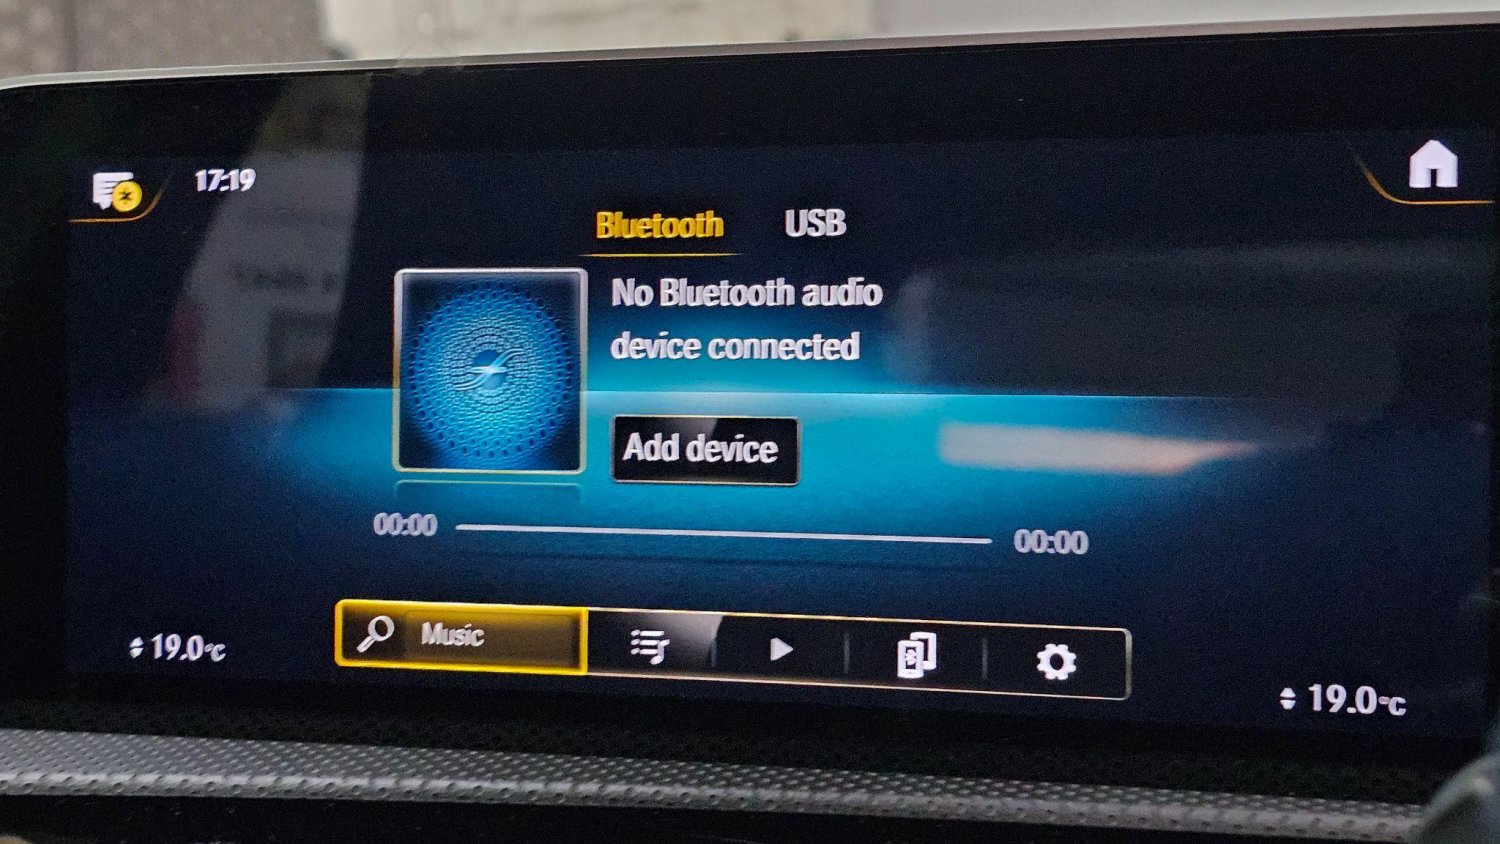 17:19
Bluetooth USB
No Bluetooth audio
device connected
Add device
00:00 00:00
Music
19.0°C
19.0°C